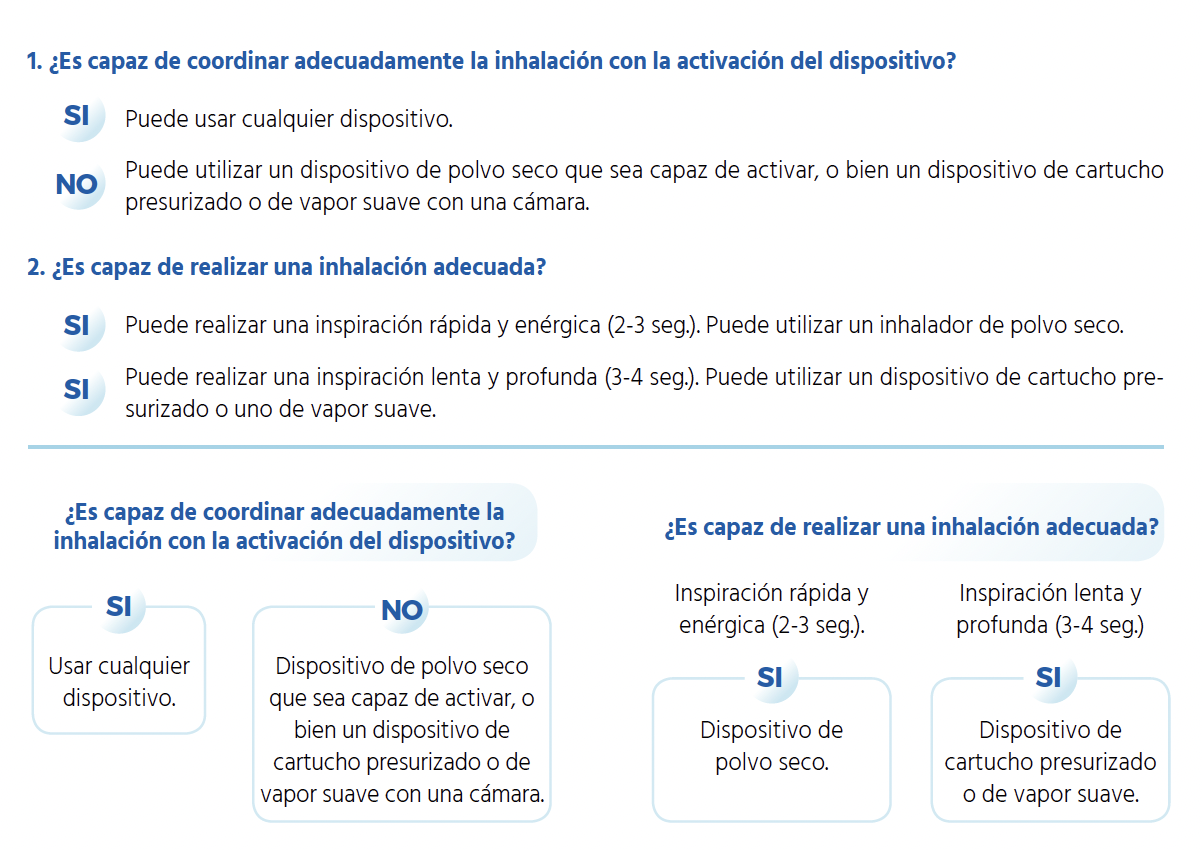 1. ¿Es capaz de coordinar adecuadamente la inhalación con la activación del dispositivo?
SI
Puede usar cualquier dispositivo.
NO
Puede utilizar un dispositivo de polvo seco que sea capaz de activar, o bien un dispositivo de cartucho
presurizado o de vapor suave con una cámara.
2. ¿Es capaz de realizar una inhalación adecuada?
SI
Puede realizar una inspiración rápida y enérgica (2-3 seg.). Puede utilizar un inhalador de polvo seco.
SI
Puede realizar una inspiración lenta y profunda (3-4 seg.). Puede utilizar un dispositivo de cartucho pre-
surizado o uno de vapor suave.
¿Es capaz de coordinar adecuadamente la
inhalación con la activación del dispositivo?
SI
Usar cualquier
dispositivo.
NO
Dispositivo de polvo seco
que sea capaz de activar, o
bien un dispositivo de
cartucho presurizado o de
vapor suave con una cámara.
¿Es capaz de realizar una inhalación adecuada?
Inspiración rápida y
enérgica (2-3 seg.).
SI
Dispositivo de
polvo seco.
Inspiración lenta y
profunda (3-4 seg.)
SI
Dispositivo de
cartucho presurizado
o de vapor suave.